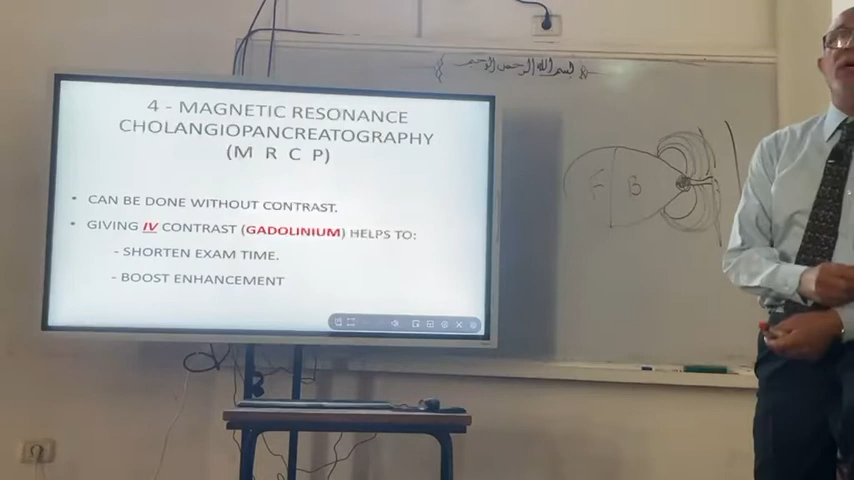 بسم الله الرحمن الرحيم
4 - MAGNETIC RESONANCE
CHOLANGIOPANCREATOGRAPHY
(M R C P)
• CAN BE DONE WITHOUT CONTRAST.
• GIVING IV CONTRAST (GADOLINIUM) HELPS TO:
- SHORTEN EXAM TIME.
- BOOST ENHANCEMENT
F B